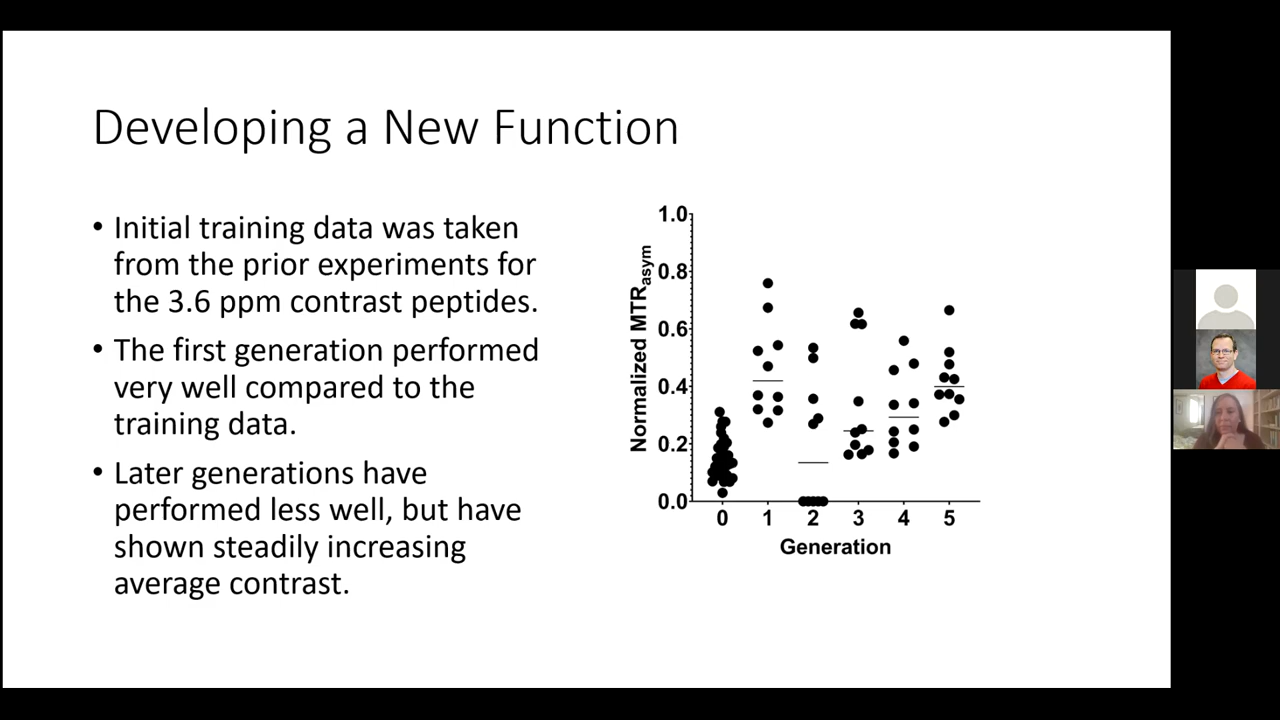 Developing a New Function
• Initial training data was taken
from the prior experiments for
the 3.6 ppm contrast peptides.
• The first generation performed
very well compared to the
training data.
• Later generations have
performed less well, but have
shown steadily increasing
average contrast.
Normalized MTRasym
1.0
0.8
0.6
0.4
0.2
0.0
0 1 2 3 4 5
Generation